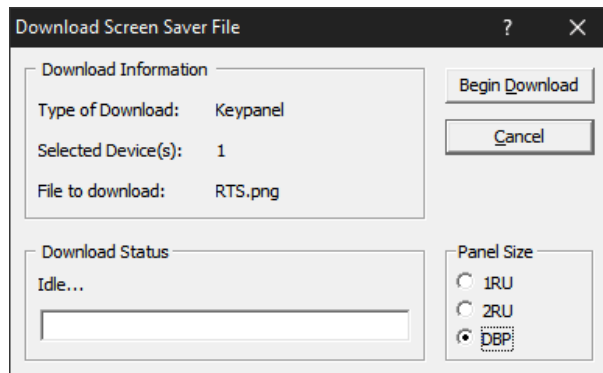 Download Screen Saver File
Download Information
Type of Download: Keypanel
Selected Device(s): 1
File to download: RTS.png
Begin Download
Cancel
Download Status
Idle...
Panel Size
1RU
2RU
DBP